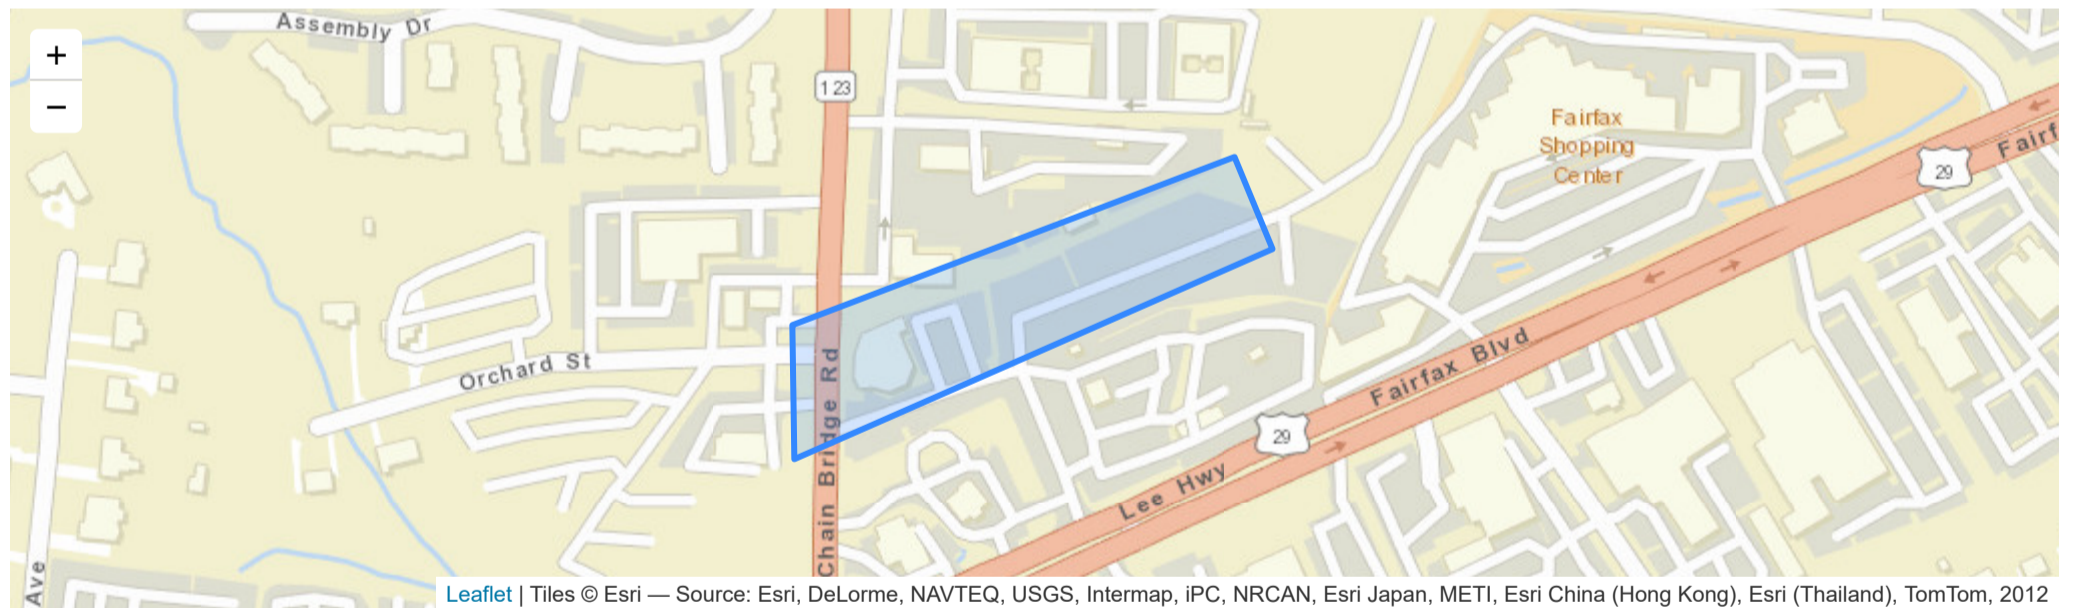 Assembly Dr
+
−
1 23
Fairfax
Shopping
Center
29
Fairf
Orchard St
Chain Bridge Rd
Fairfax Blvd
29
Lee Hwy
Ave
Leaflet | Tiles © Esri — Source: Esri, DeLorme, NAVTEQ, USGS, Intermap, iPC, NRCAN, Esri Japan, METI, Esri China (Hong Kong), Esri (Thailand), TomTom, 2012